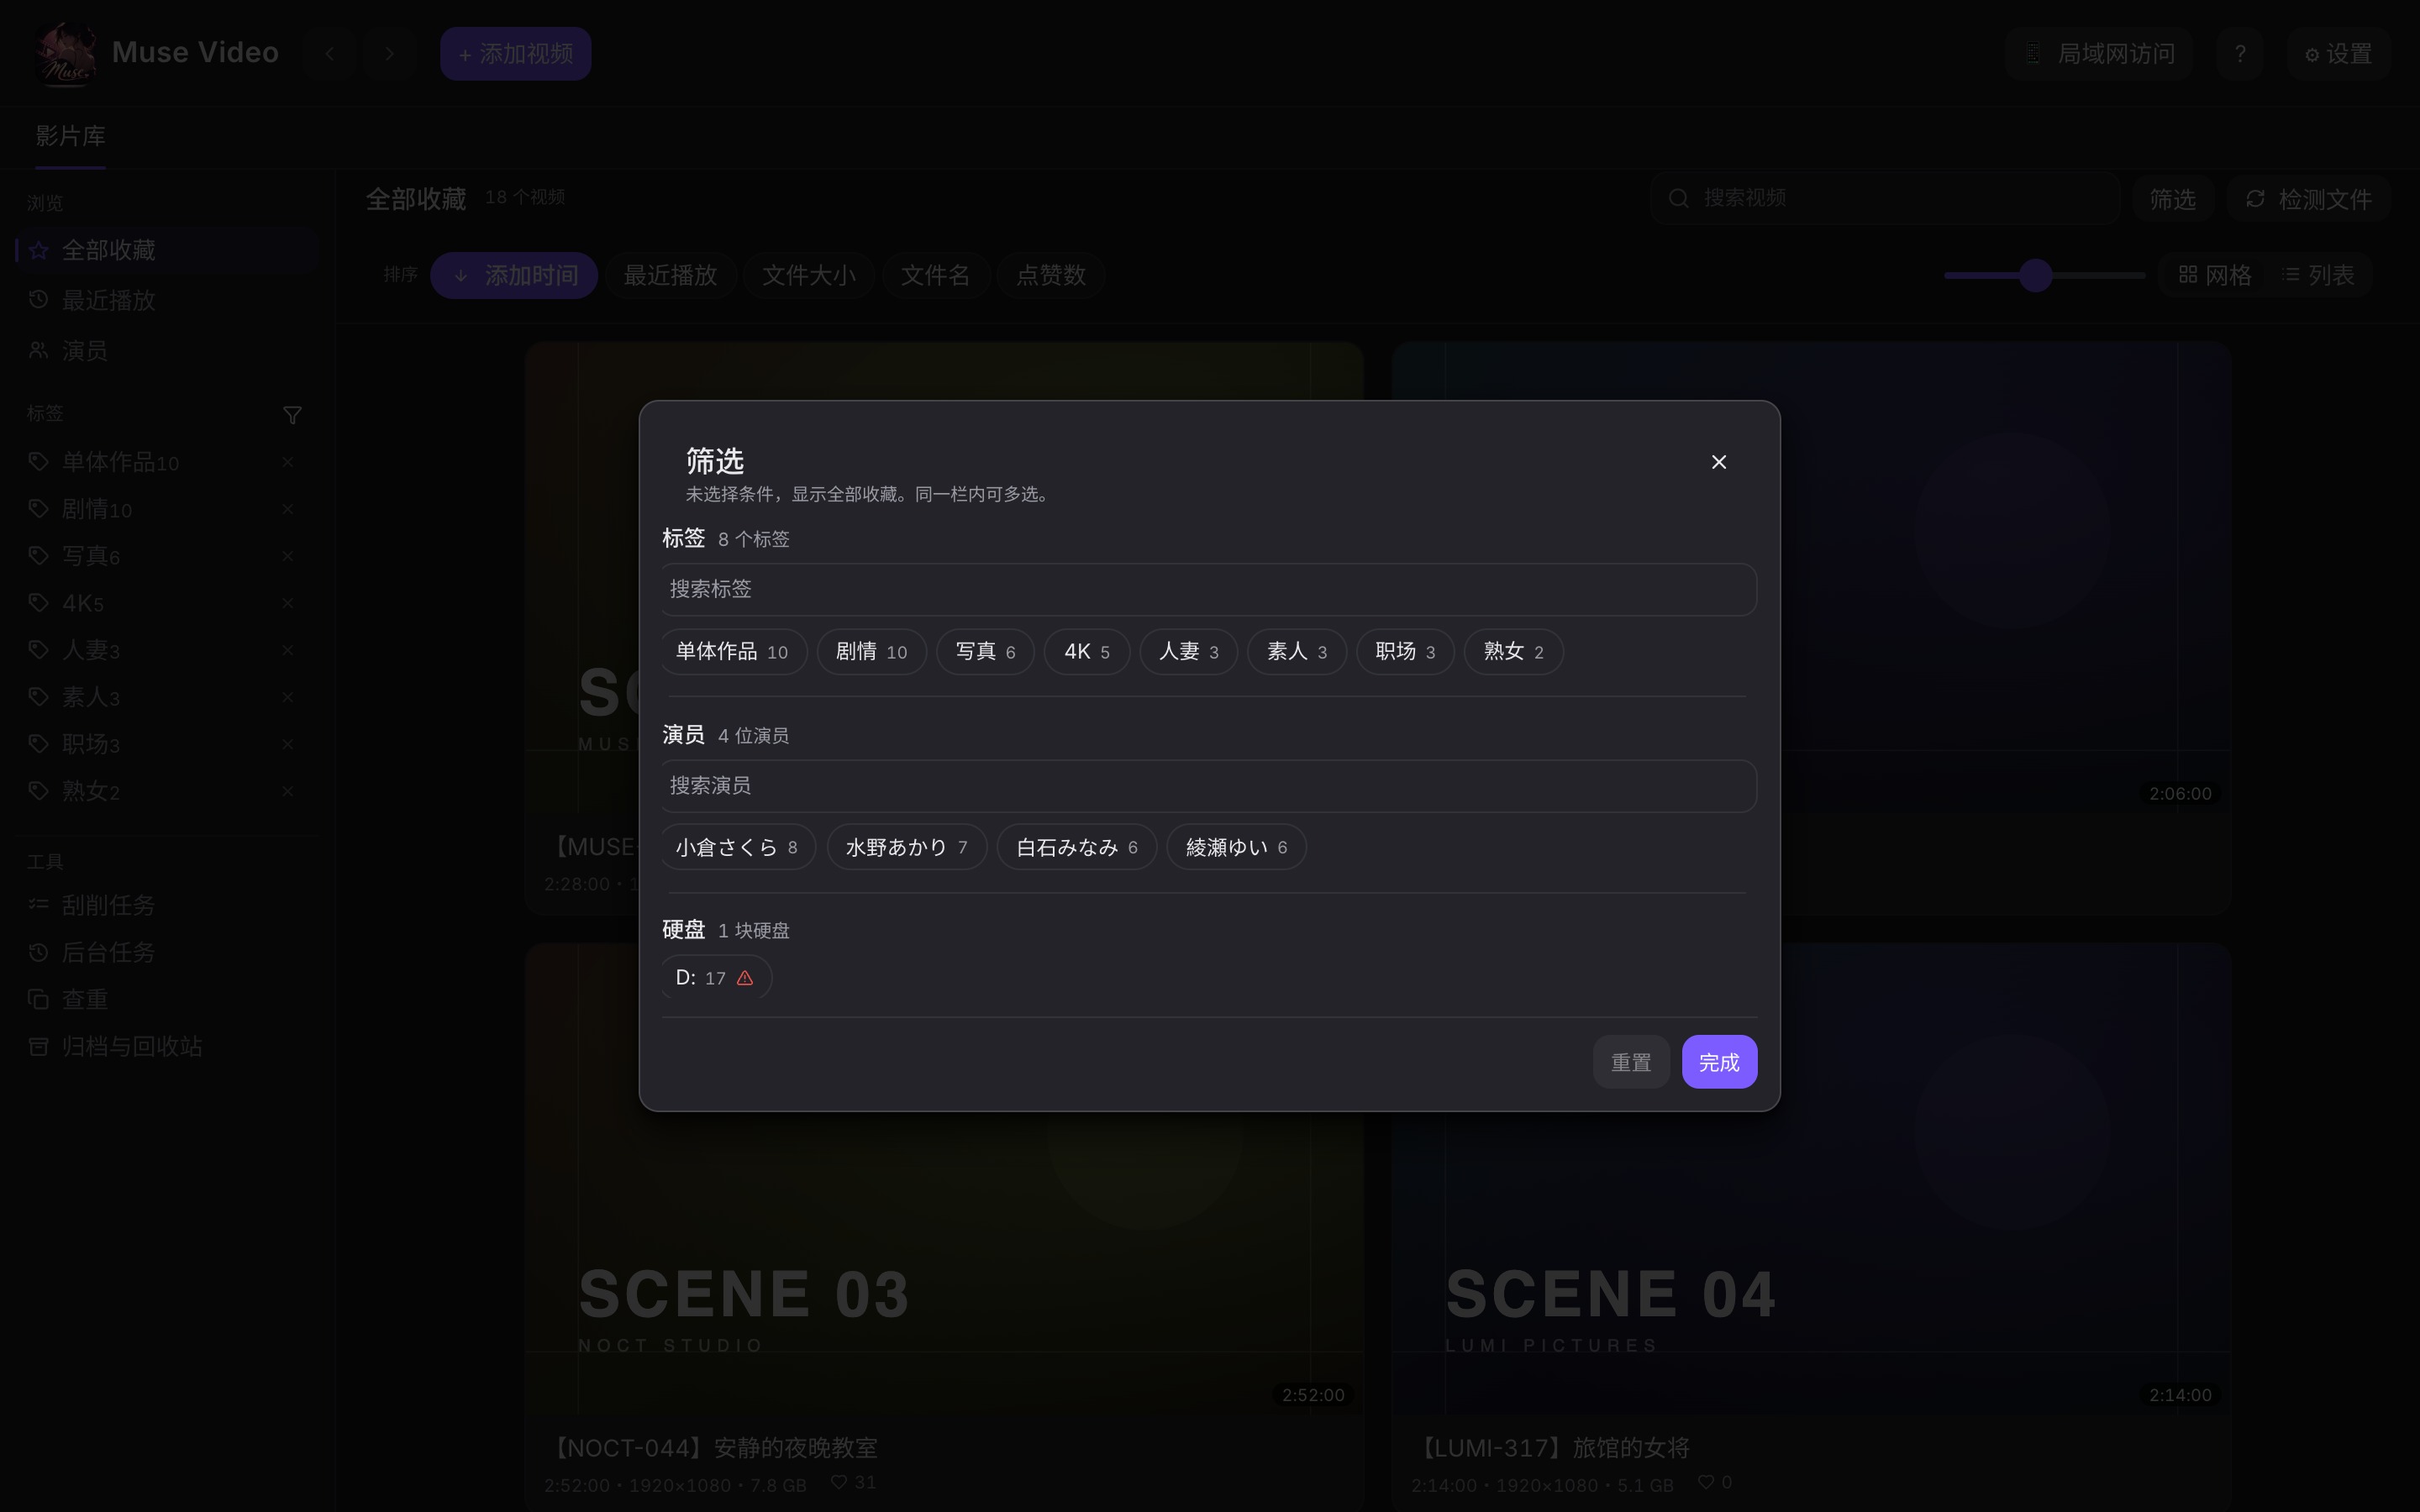 Muse Video
+ 添加视频
局域网访问
?
设置
影片库
浏览
全部收藏
最近播放
演员
标签
单体作品10
剧情10
写真6
4K5
人妻3
素人3
职场3
熟女2
工具
刮削任务
后台任务
查重
归档与回收站
全部收藏 18 个视频
搜索视频
筛选
检测文件
排序
添加时间
最近播放
文件大小
文件名
点赞数
网格
列表
筛选
未选择条件，显示全部收藏。同一栏内可多选。
标签 8 个标签
搜索标签
单体作品 10
剧情 10
写真 6
4K 5
人妻 3
素人 3
职场 3
熟女 2
演员 4 位演员
搜索演员
小倉さくら 8
水野あかり 7
白石みなみ 6
綾瀬ゆい 6
硬盘 1 块硬盘
D: 17
重置
完成
【MUSE-
2:28:00 • 1
2:06:00
SCENE 03
NOCT STUDIO
2:52:00
【NOCT-044】安静的夜晚教室
2:52:00 • 1920×1080 • 7.8 GB 31
SCENE 04
LUMI PICTURES
2:14:00
【LUMI-317】旅馆的女将
2:14:00 • 1920×1080 • 5.1 GB 0